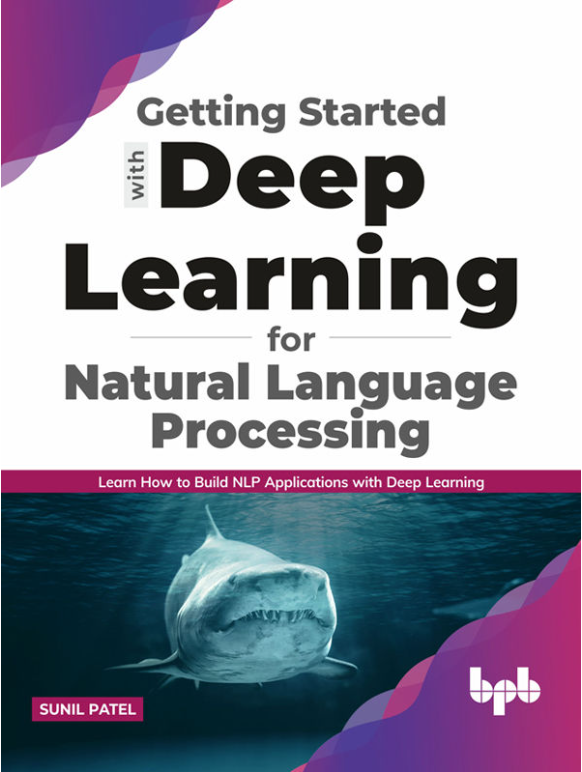 Getting Started
with Deep
Learning
for
Natural Language
Processing
Learn How to Build NLP Applications with Deep Learning
SUNIL PATEL
bpb